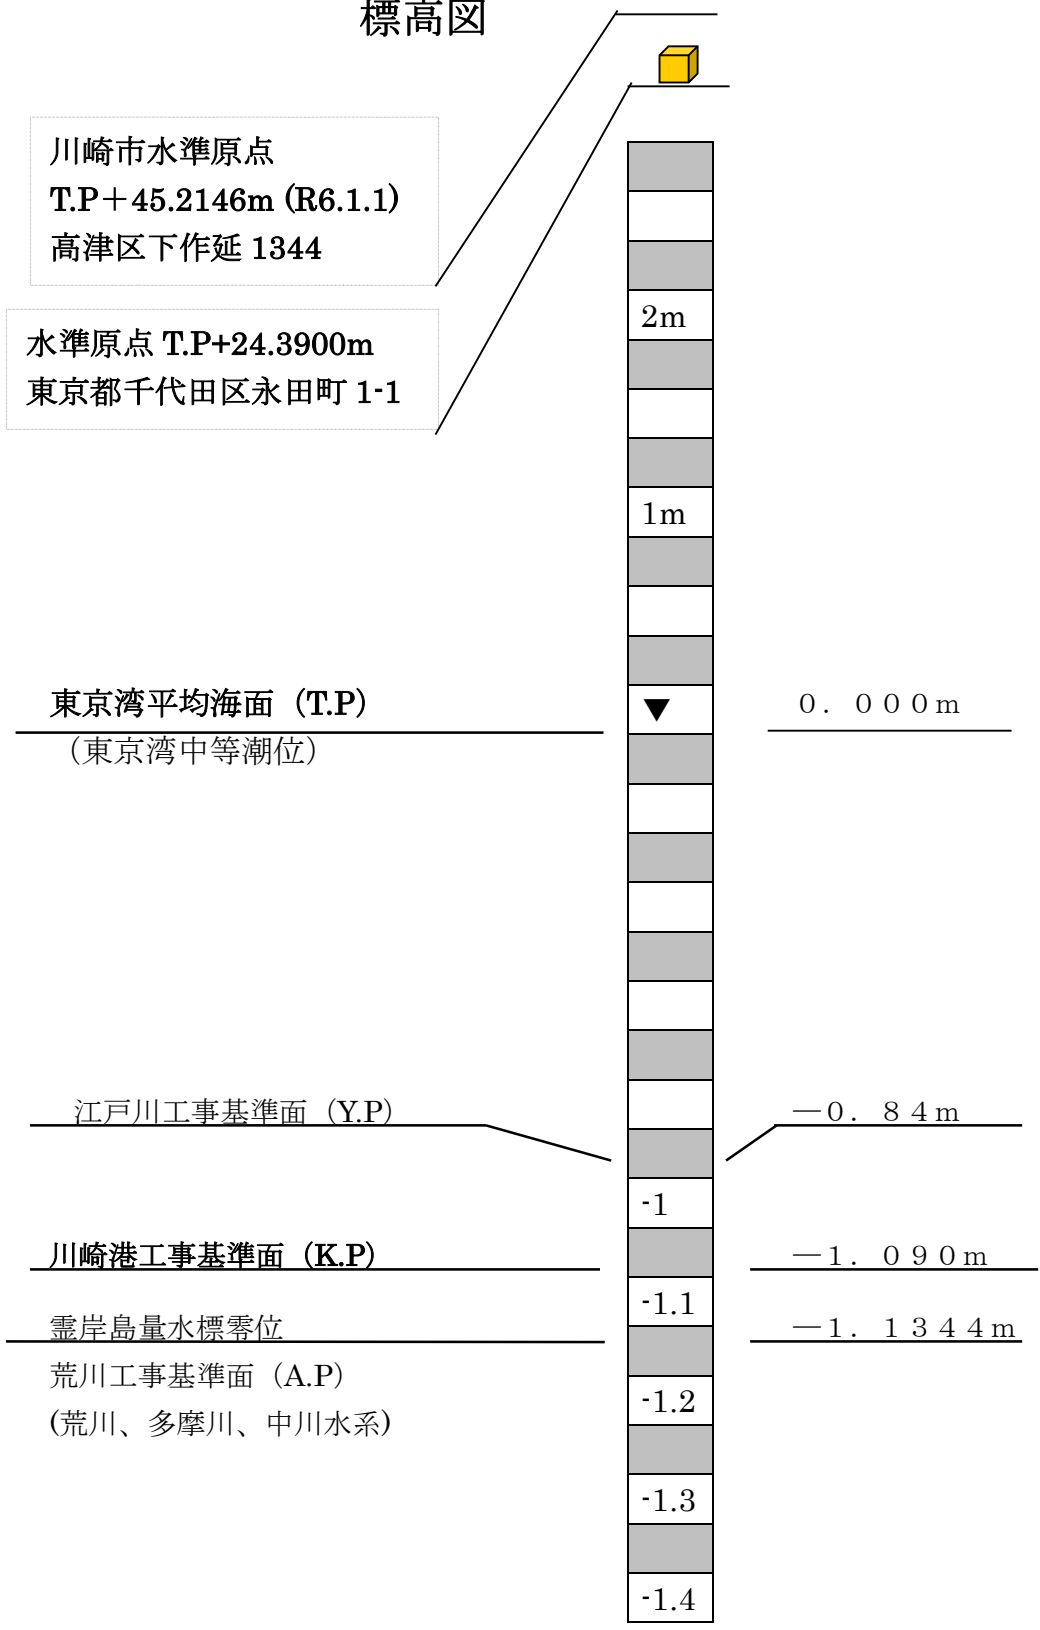 標高図
川崎市水準原点
T.P＋45.2146m (R6.1.1)
高津区下作延 1344
水準原点 T.P+24.3900m
東京都千代田区永田町 1-1
2m
1m
東京湾平均海面（T.P）
▼
０．０００ｍ
（東京湾中等潮位）
江戸川工事基準面（Y.P）
－０．８４ｍ
-1
川崎港工事基準面（K.P）
－１．０９０ｍ
-1.1
霊岸島量水標零位
－１．１３４４ｍ
荒川工事基準面（A.P）
-1.2
(荒川、多摩川、中川水系)
-1.3
-1.4